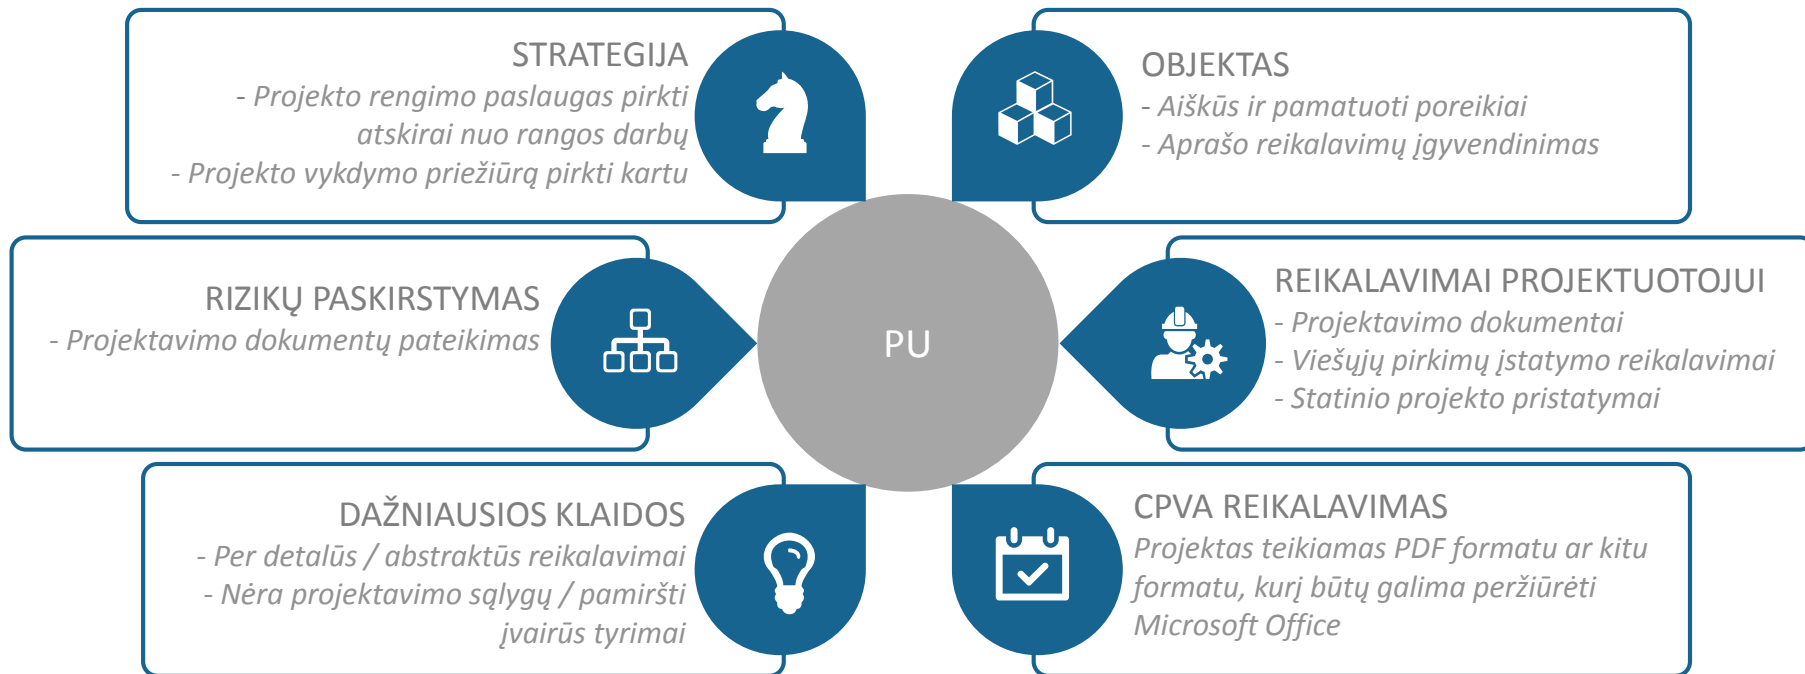 STRATEGIJA
- Projekto rengimo paslaugas pirkti
atskirai nuo rangos darbų
- Projekto vykdymo priežiūrą pirkti kartu
OBJEKTAS
- Aiškūs ir pamatuoti poreikiai
- Aprašo reikalavimų įgyvendinimas
RIZIKŲ PASKIRSTYMAS
- Projektavimo dokumentų pateikimas
PU
REIKALAVIMAI PROJEKTUOTOJUI
- Projektavimo dokumentai
- Viešųjų pirkimų įstatymo reikalavimai
- Statinio projekto pristatymai
DAŽNIAUSIOS KLAIDOS
- Per detalūs / abstraktūs reikalavimai
- Nėra projektavimo sąlygų / pamiršti
įvairūs tyrimai
CPVA REIKALAVIMAS
Projektas teikiamas PDF formatu ar kitu
formatu, kurį būtų galima peržiūrėti
Microsoft Office